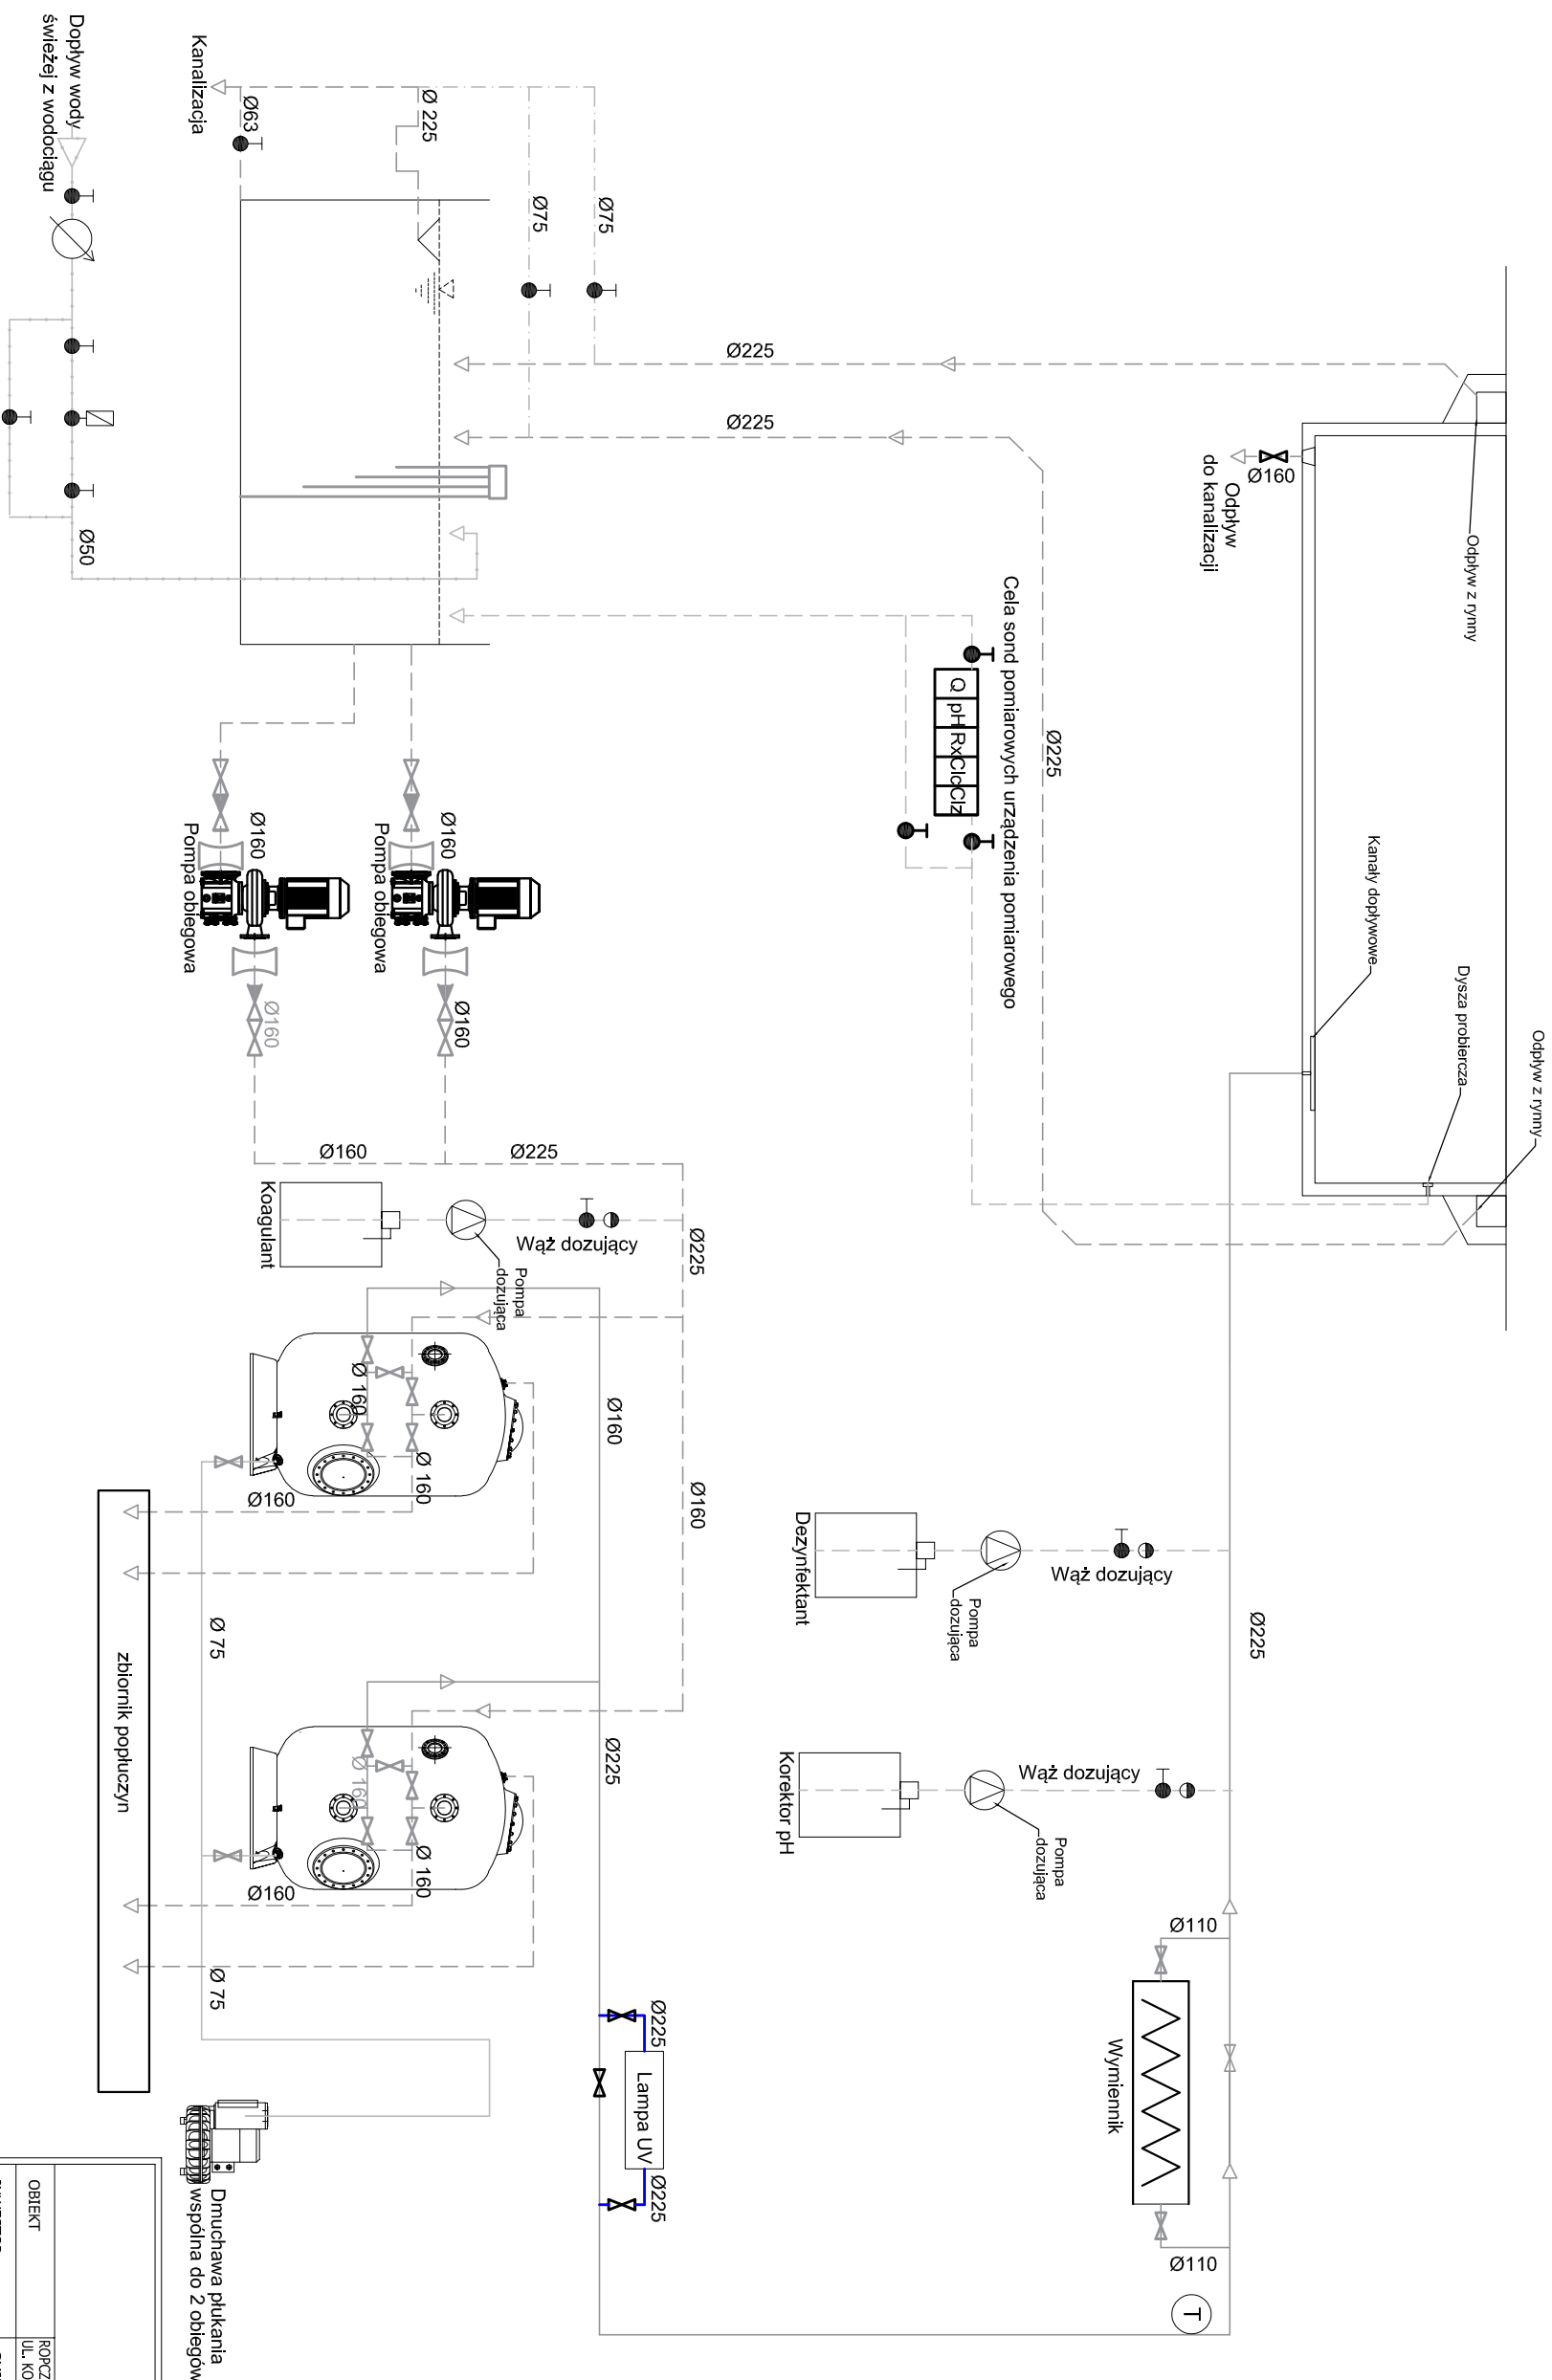 Odpływ z rynny
Dysza probiercza
Odpływ z rynny
Kanały dopływowe
Ø160
Odpływ
do kanalizacji
Ø225
Ø110
Wymiennik
Ø110
T
Ø225
Cela sond pomiarowych urządzenia pomiarowego
Q pH Rx Clc Clz
Wąż dozujący
Pompa
dozująca
Dezynfektant
Wąż dozujący
Pompa
dozująca
Korektor pH
Ø225
Ø225
Ø75
Ø75
Ø 225
Ø63
Kanalizacja
Dopływ wody
świeżej z wodociągu
Ø50
Ø160
Pompa obiegowa
Ø160
Ø160
Pompa obiegowa
Ø160
Ø225
Ø160
Ø225
Ø160
Wąż dozujący
Pompa
dozująca
Koagulant
Ø160
Ø225
Ø 160
Ø 160
Ø160
Ø 160
Ø 160
Ø160
Ø 75
Ø 75
zbiornik popłuczyn
Ø225
Lampa UV
Ø225
Dmuchawa płukania
wspólna do 2 obiegów
OBIEKT
UL. KO